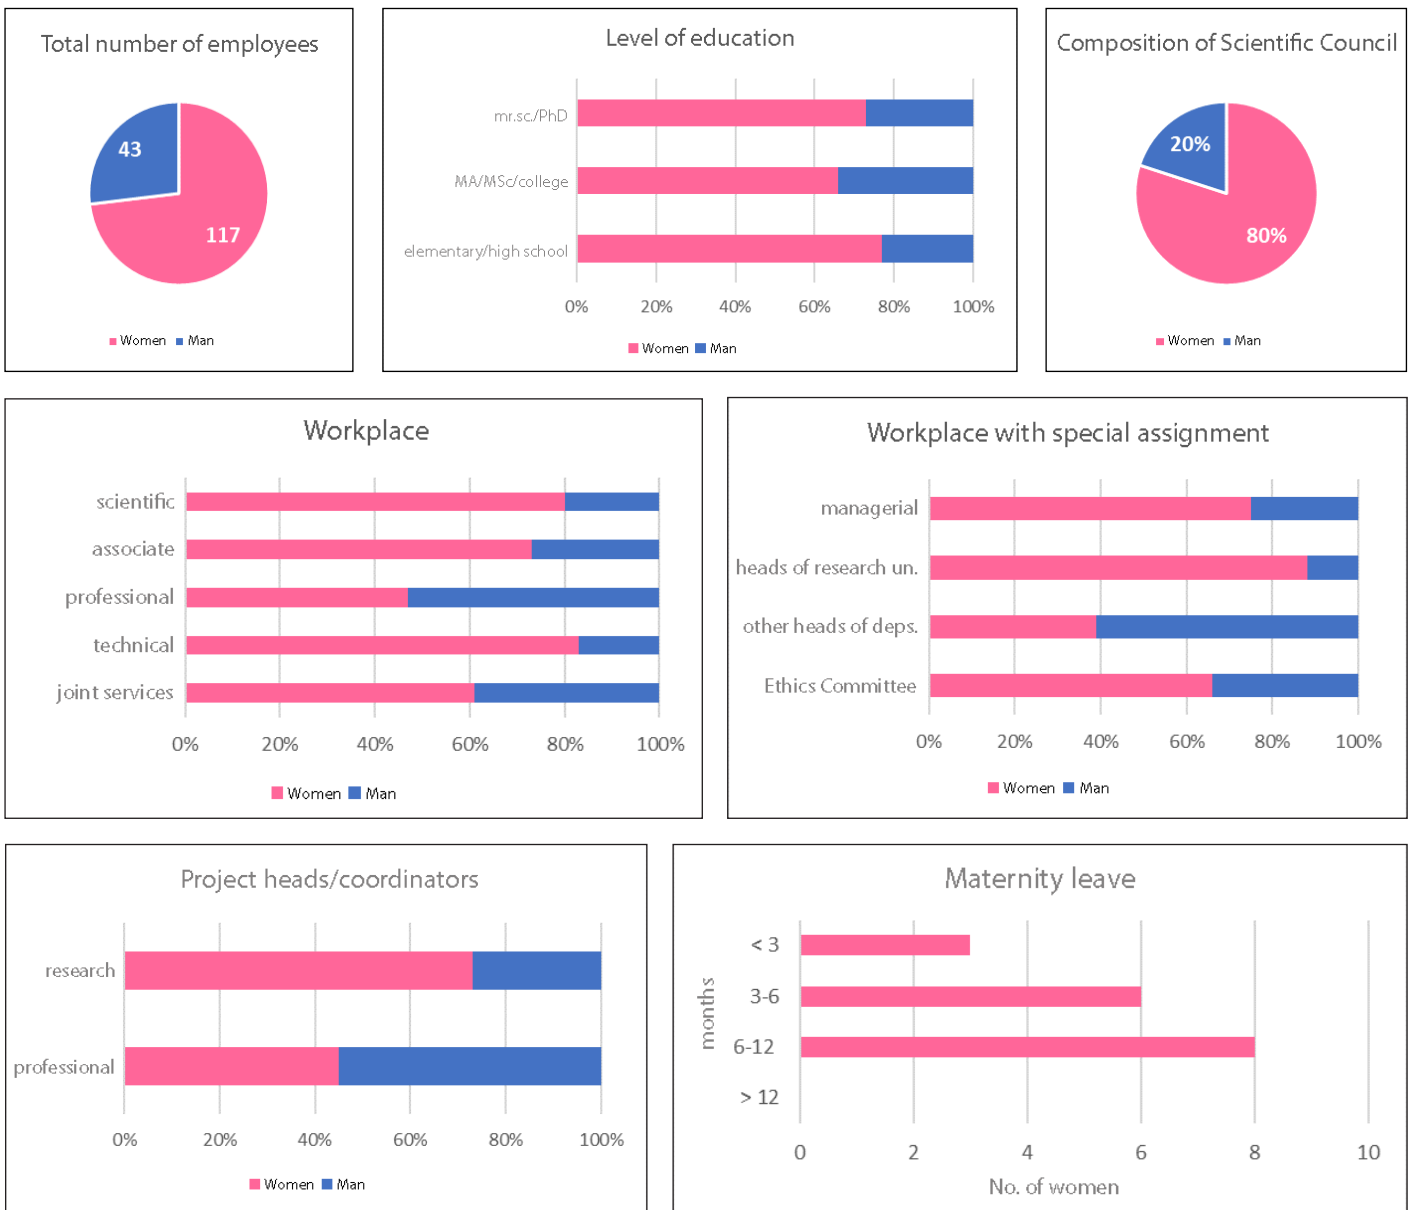 Total number of employees
43
117
Women Man
Level of education
mr.sc./PhD
MA/MSc/college
elementary/high school
0% 20% 40% 60% 80% 100%
Women Man
Composition of Scientific Council
20%
80%
Women Man
Workplace
scientific
associate
professional
technical
joint services
0% 20% 40% 60% 80% 100%
Women Man
Workplace with special assignment
managerial
heads of research un.
other heads of deps.
Ethics Committee
0% 20% 40% 60% 80% 100%
Women Man
Project heads/coordinators
research
professional
0% 20% 40% 60% 80% 100%
Women Man
Maternity leave
months
< 3
3-6
6-12
> 12
0 2 4 6 8 10
No. of women